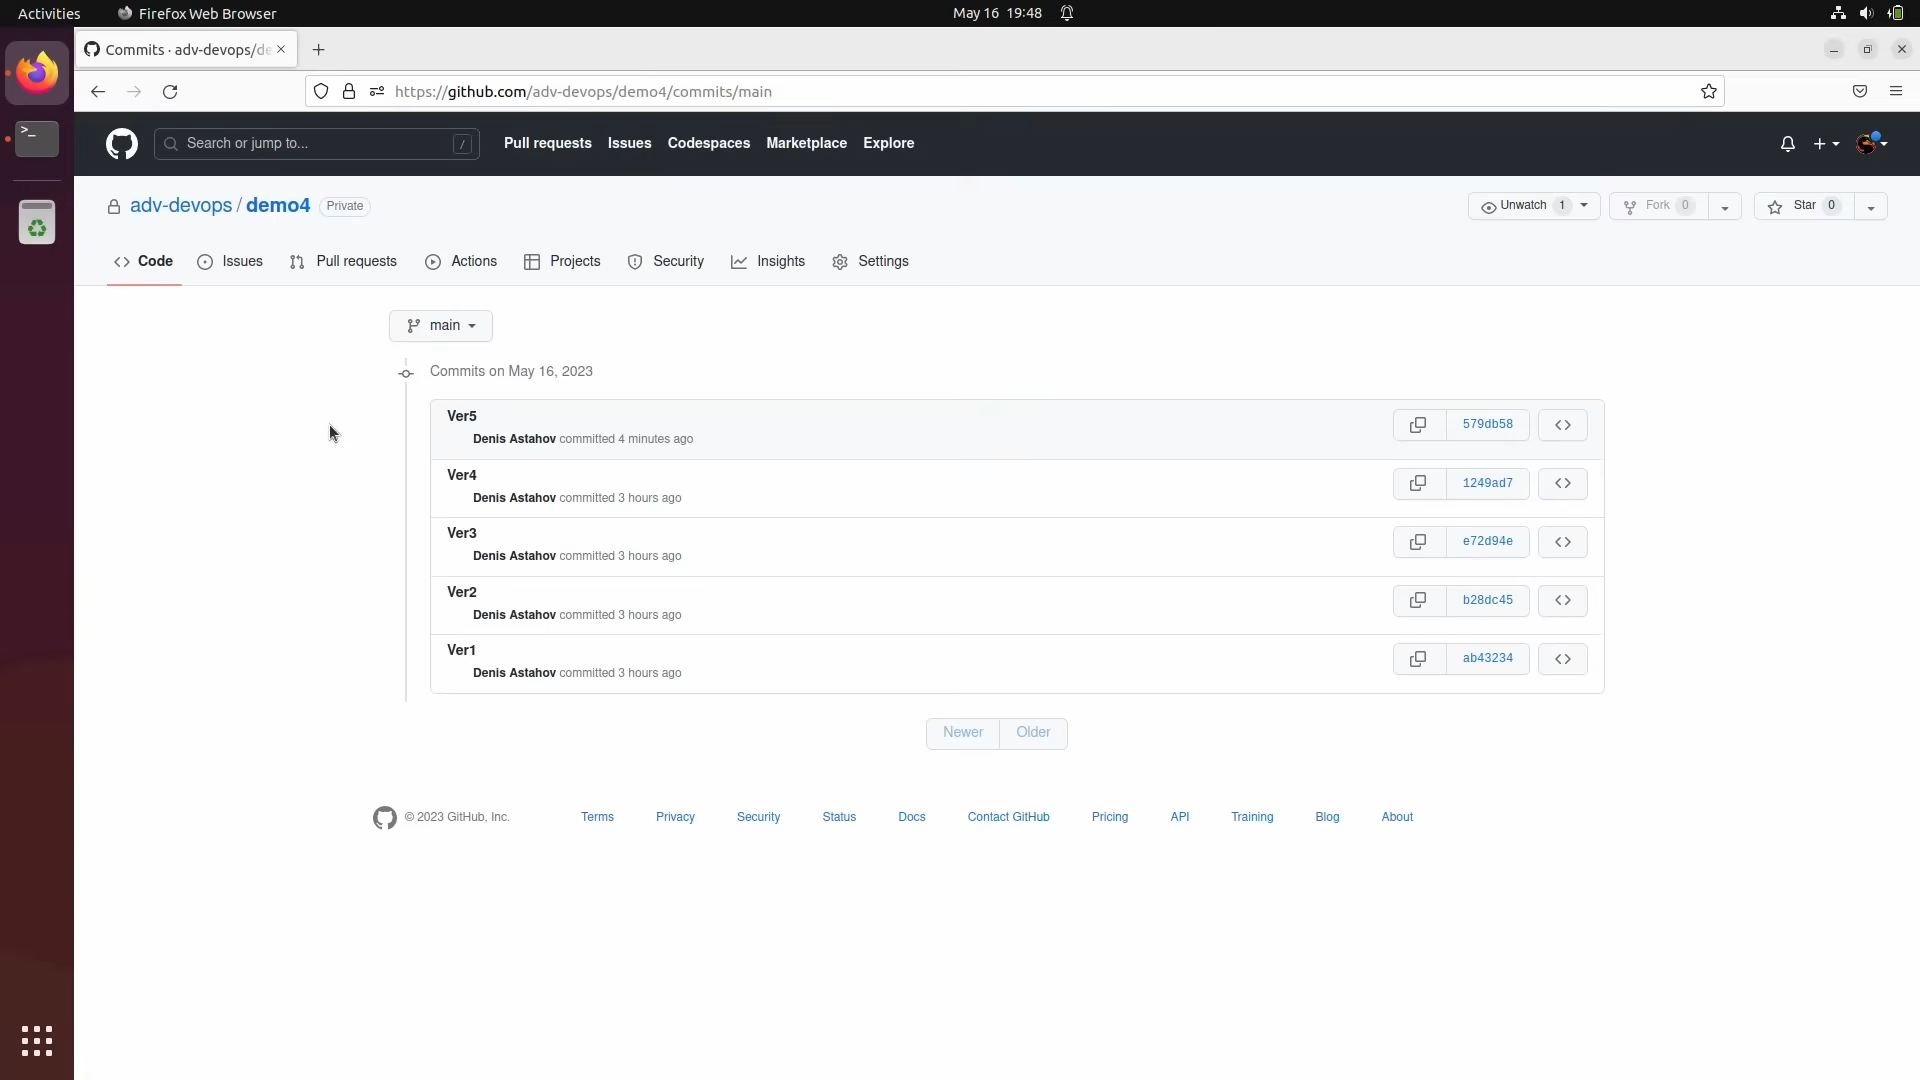 Activities Firefox Web Browser May 16 19:48
Commits · adv-devops/de
https://github.com/adv-devops/demo4/commits/main
Search or jump to... / Pull requests Issues Codespaces Marketplace Explore
adv-devops / demo4 Private Unwatch 1 Fork 0 Star 0
Code Issues Pull requests Actions Projects Security Insights Settings
main
Commits on May 16, 2023
Ver5
Denis Astahov committed 4 minutes ago
579db58
Ver4
Denis Astahov committed 3 hours ago
1249ad7
Ver3
Denis Astahov committed 3 hours ago
e72d94e
Ver2
Denis Astahov committed 3 hours ago
b28dc45
Ver1
Denis Astahov committed 3 hours ago
ab43234
Newer Older
© 2023 GitHub, Inc. Terms Privacy Security Status Docs Contact GitHub Pricing API Training Blog About